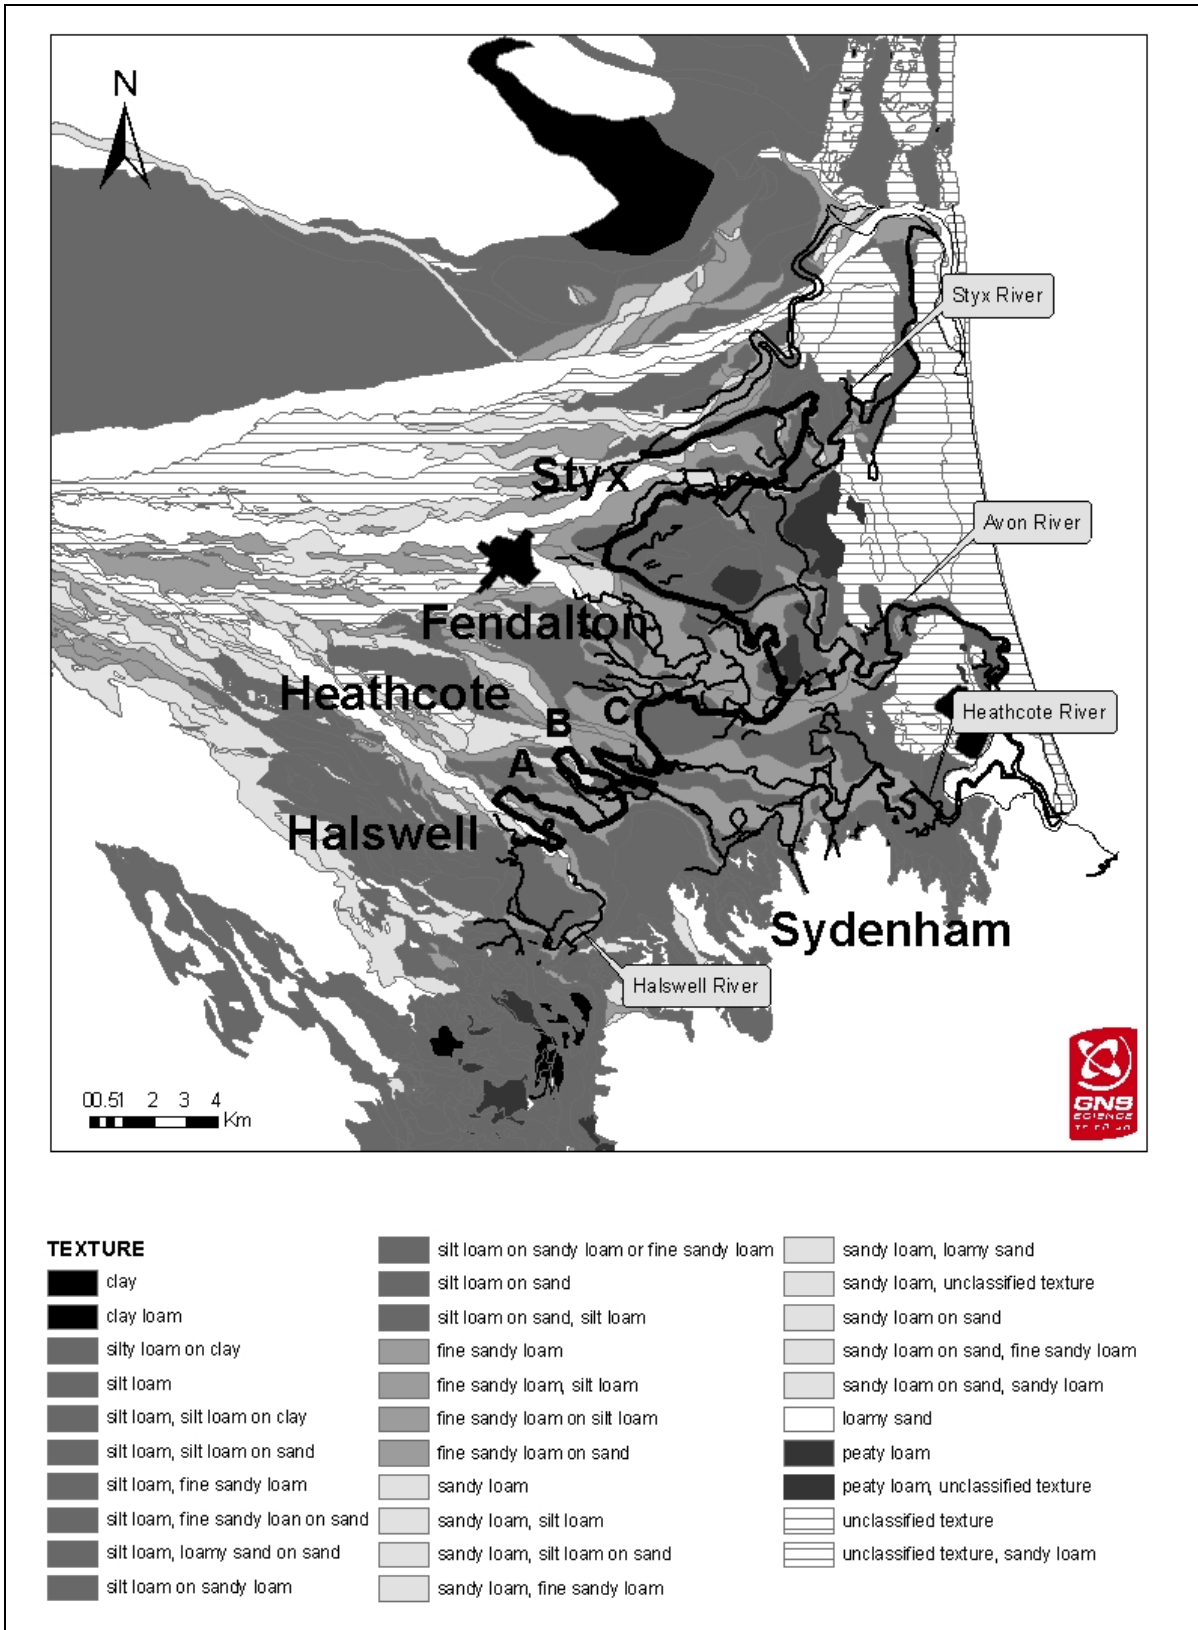 N
Styx River
Styx
Avon River
Fendalton
Heathcote
B
C
Heathcote River
A
Halswell
Sydenham
Halswell River
00.51 2 3 4
Km
GNS
SCIENCE
TEXTURE
clay
clay loam
silty loam on clay
silt loam
silt loam, silt loam on clay
silt loam, silt loam on sand
silt loam, fine sandy loam
silt loam, fine sandy loan on sand
silt loam, loamy sand on sand
silt loam on sandy loam
silt loam on sandy loam or fine sandy loam
silt loam on sand
silt loam on sand, silt loam
fine sandy loam
fine sandy loam, silt loam
fine sandy loam on silt loam
fine sandy loam on sand
sandy loam
sandy loam, silt loam
sandy loam, silt loam on sand
sandy loam, fine sandy loam
sandy loam, loamy sand
sandy loam, unclassified texture
sandy loam on sand
sandy loam on sand, fine sandy loam
sandy loam on sand, sandy loam
loamy sand
peaty loam
peaty loam, unclassified texture
unclassified texture
unclassified texture, sandy loam